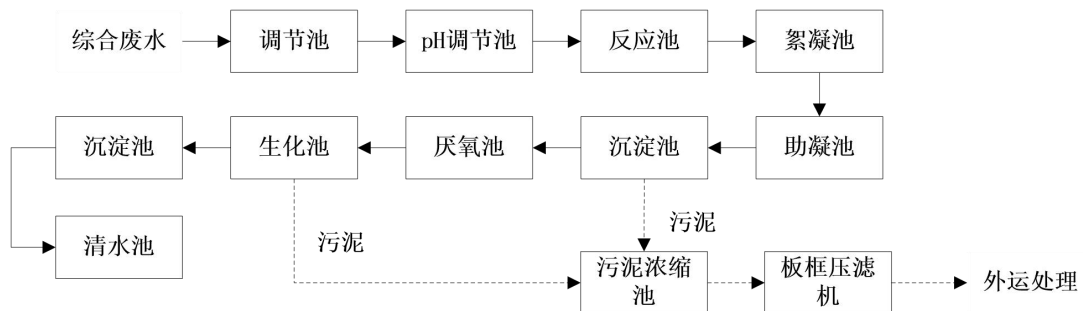 综合废水
调节池
pH调节池
反应池
絮凝池
沉淀池
生化池
厌氧池
沉淀池
助凝池
清水池
污泥
污泥
污泥浓缩
池
板框压滤
机
外运处理